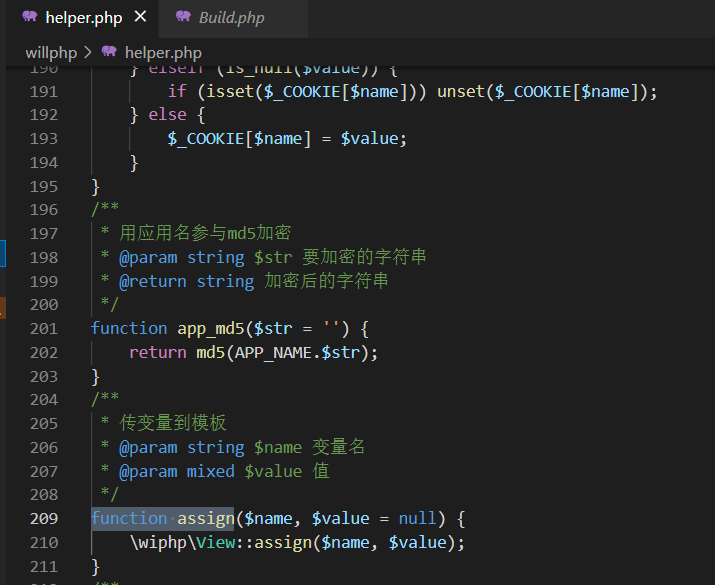 helper.php
Build.php
willphp > helper.php
190 } elseif (is_null($value)) {
191 if (isset($_COOKIE[$name])) unset($_COOKIE[$name]);
192 } else {
193 $_COOKIE[$name] = $value;
194 }
195 }
196 /**
197 * 用应用名参与md5加密
198 * @param string $str 要加密的字符串
199 * @return string 加密后的字符串
200 */
201 function app_md5($str = '') {
202 return md5(APP_NAME.$str);
203 }
204 /**
205 * 传变量到模板
206 * @param string $name 变量名
207 * @param mixed $value 值
208 */
209 function assign($name, $value = null) {
210 \wiphp\View::assign($name, $value);
211 }